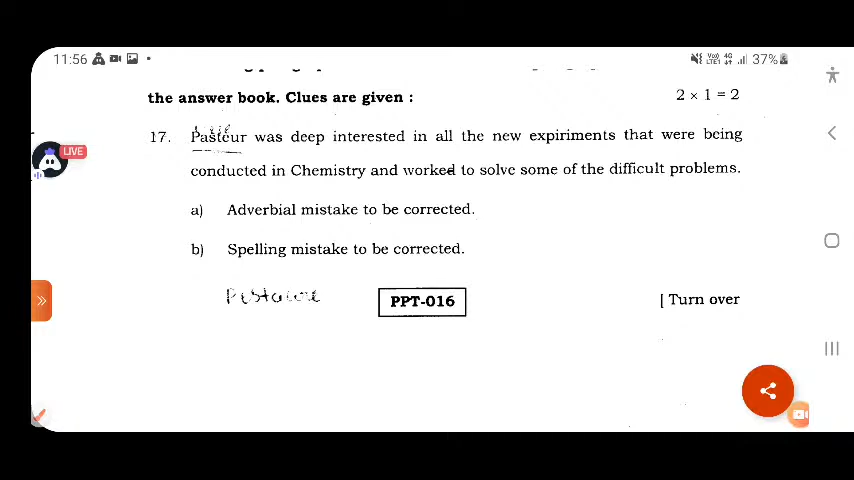 11:56
37%
the answer book. Clues are given :
2 × 1 = 2
17. Pasteur was deep interested in all the new expiriments that were being
LIVE
conducted in Chemistry and worked to solve some of the difficult problems.
a) Adverbial mistake to be corrected.
b) Spelling mistake to be corrected.
PPT-016
[ Turn over